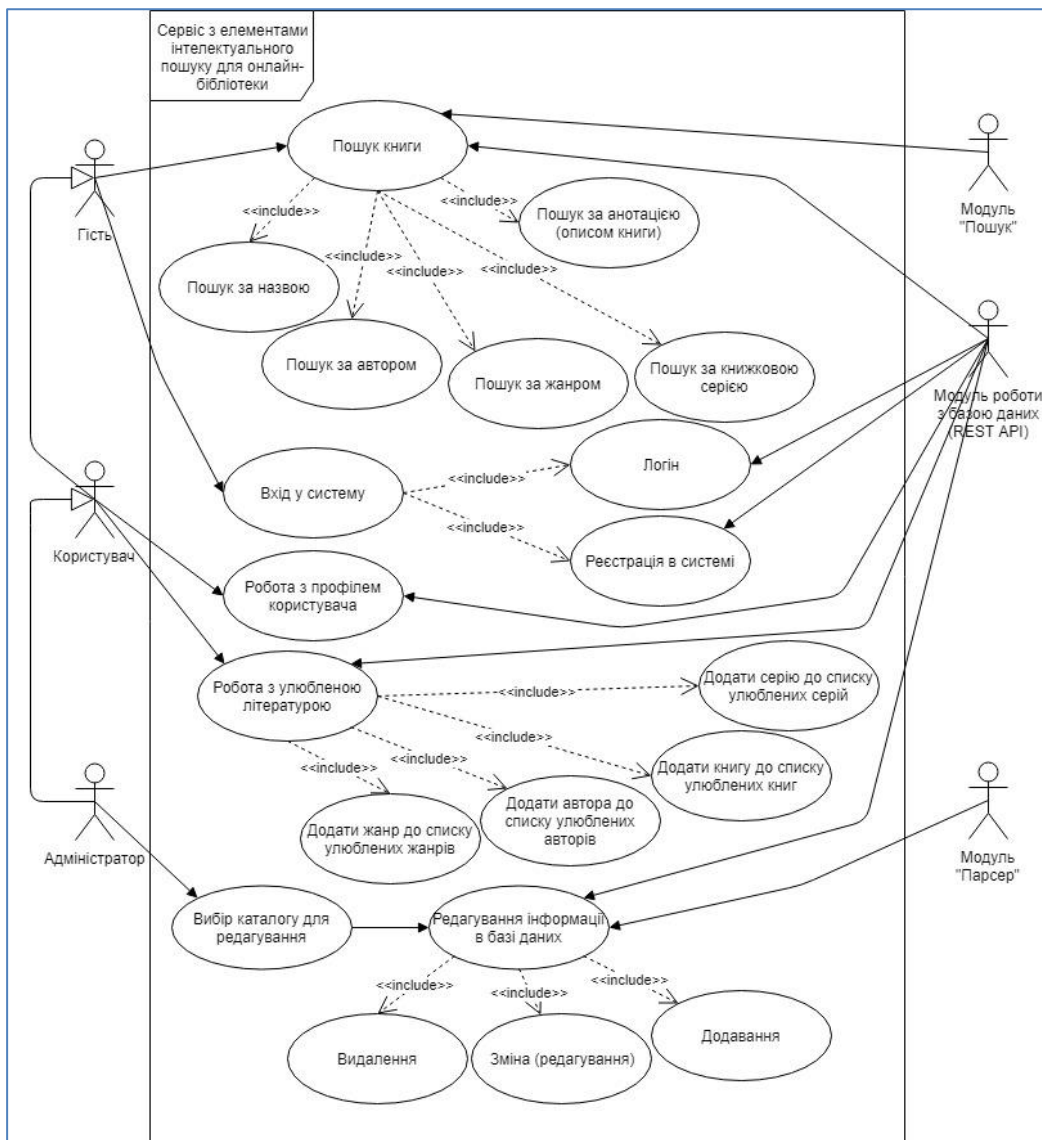 Сервіс з елементами
інтелектуального
пошуку для онлайн-
бібліотеки
Пошук книги
Гість
Модуль
"Пошук"
<<include>>
<<include>>
<<include>>
<<include>>
<<include>>
Пошук за анотацією
(описом книги)
Пошук за назвою
Пошук за автором
Пошук за жанром
Пошук за книжковою
серією
Модуль роботи
з базою даних
(REST API)
Вхід у систему
<<include>>
<<include>>
Логін
Реєстрація в системі
Користувач
Робота з профілем
користувача
Робота з улюбленою
літературою
<<include>>
<<include>>
<<include>>
<<include>>
Додати серію до списку
улюблених серій
Додати книгу до списку
улюблених книг
Додати автора до
списку улюблених
авторів
Додати жанр до списку
улюблених жанрів
Адміністратор
Модуль
"Парсер"
Вибір каталогу для
редагування
Редагування інформації
в базі даних
<<include>>
<<include>>
<<include>>
Видалення
Зміна (редагування)
Додавання